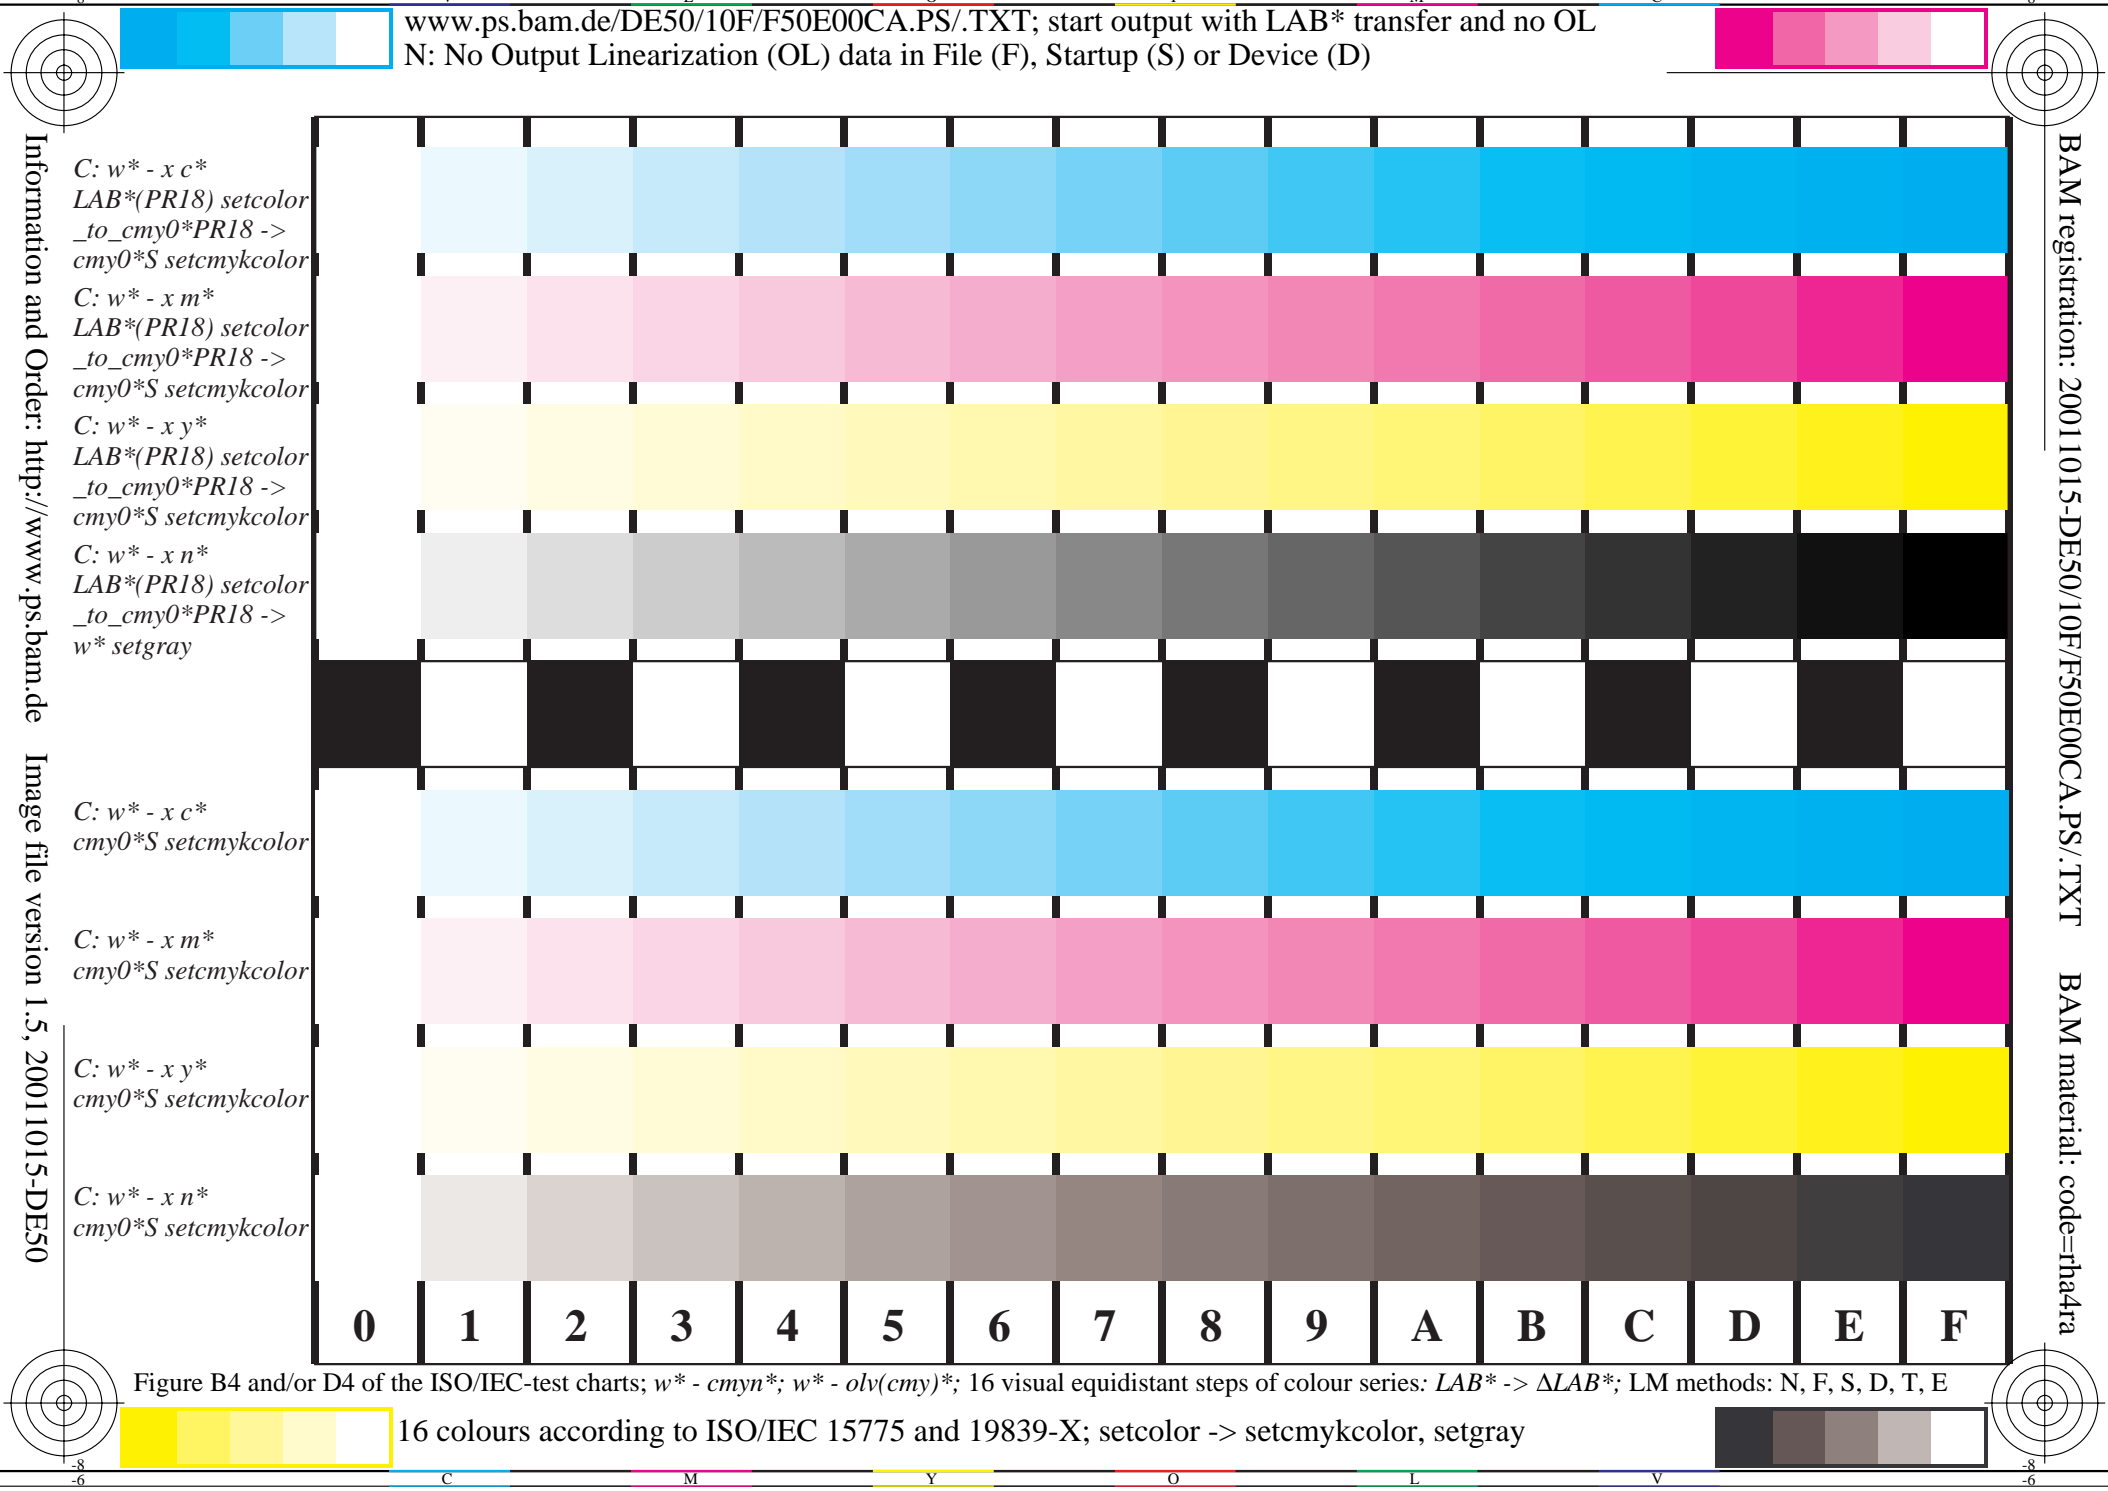 www.ps.bam.de/DE50/10F/F50E00CA.PS/.TXT; start output with LAB* transfer and no OL
N: No Output Linearization (OL) data in File (F), Startup (S) or Device (D)
Information and Order: http://www.ps.bam.de Image file version 1.5, 20011015-DE50
BAM registration: 20011015-DE50/10F/F50E00CA.PS/.TXT BAM material: code=rha4ra
C: w* - x c*
LAB*(PR18) setcolor
_to_cmy0*PR18 ->
cmy0*S setcmykcolor
C: w* - x m*
LAB*(PR18) setcolor
_to_cmy0*PR18 ->
cmy0*S setcmykcolor
C: w* - x y*
LAB*(PR18) setcolor
_to_cmy0*PR18 ->
cmy0*S setcmykcolor
C: w* - x n*
LAB*(PR18) setcolor
_to_cmy0*PR18 ->
w* setgray
C: w* - x c*
cmy0*S setcmykcolor
C: w* - x m*
cmy0*S setcmykcolor
C: w* - x y*
cmy0*S setcmykcolor
C: w* - x n*
cmy0*S setcmykcolor
0 1 2 3 4 5 6 7 8 9 A B C D E F
Figure B4 and/or D4 of the ISO/IEC-test charts; w* - cmyn*; w* - olv(cmy)*; 16 visual equidistant steps of colour series: LAB* -> ΔLAB*; LM methods: N, F, S, D, T, E
16 colours according to ISO/IEC 15775 and 19839-X; setcolor -> setcmykcolor, setgray
-8 -8
-6 C M Y O L V -6